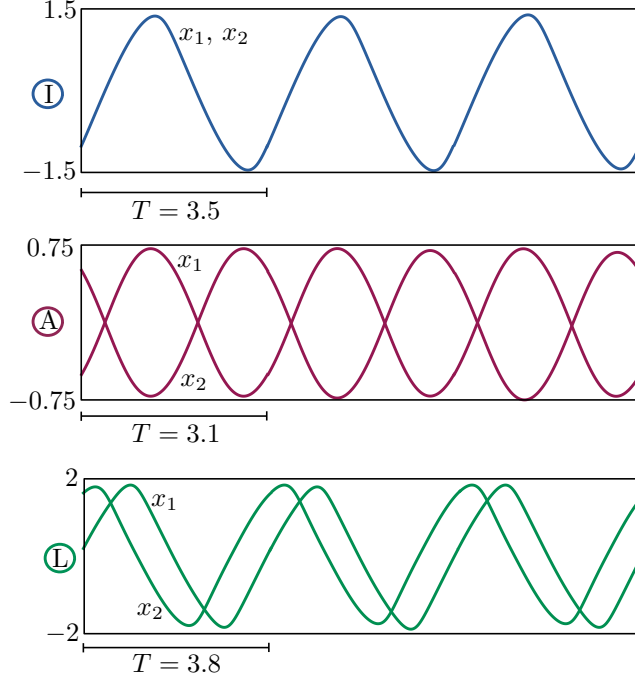 1.5
x₁, x₂
I
−1.5
T = 3.5
0.75
x₁
A
x₂
−0.75
T = 3.1
2
x₁
L
x₂
−2
T = 3.8